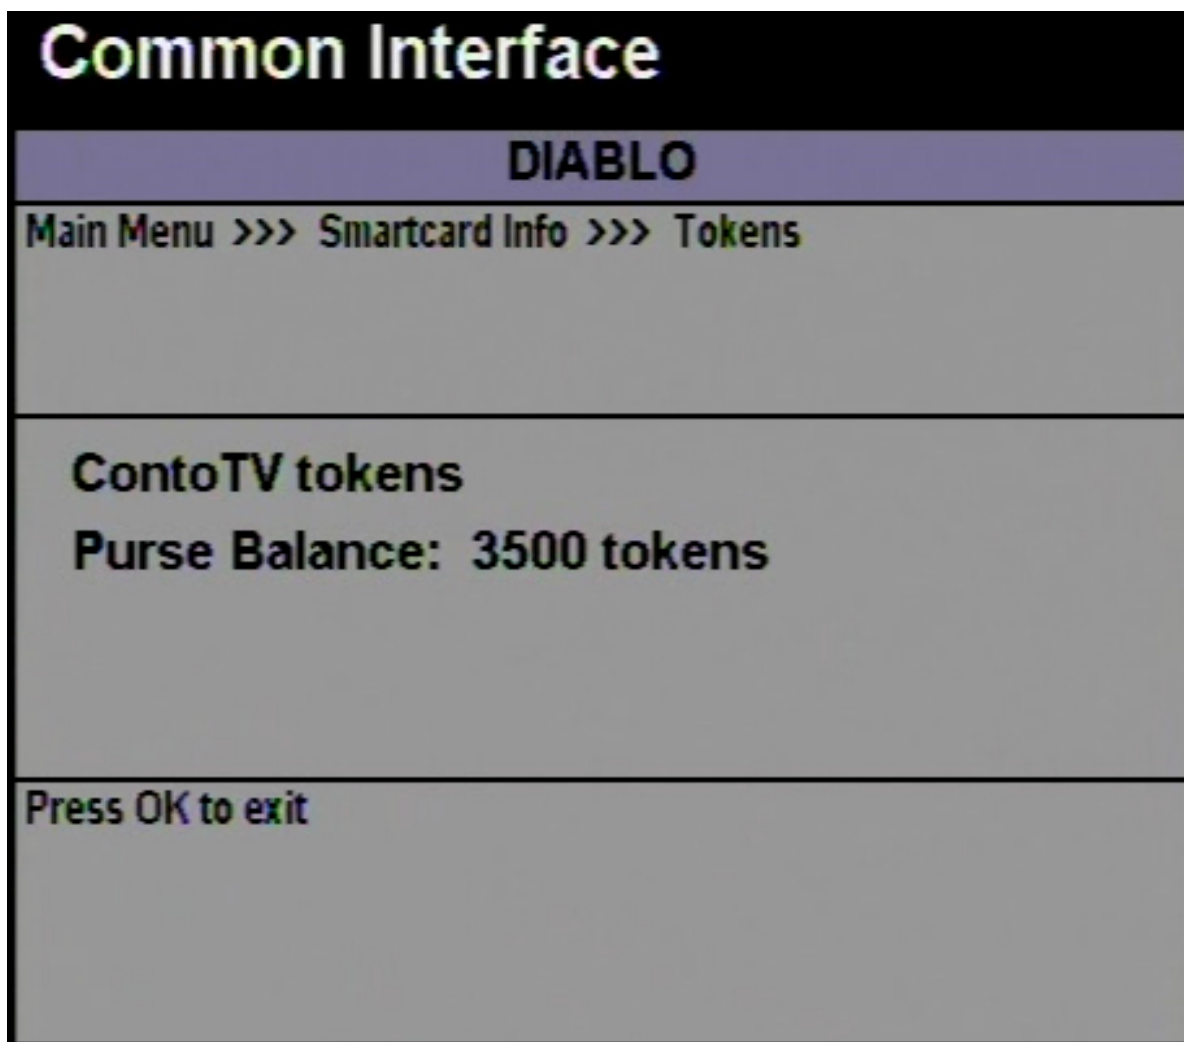 Common Interface
DIABLO
Main Menu >>> Smartcard Info >>> Tokens
ContoTV tokens
Purse Balance: 3500 tokens
Press OK to exit